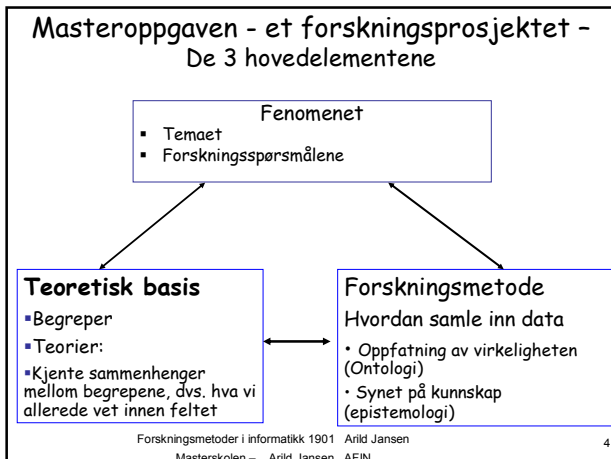 Masteroppgaven - et forskningsprosjektet –
De 3 hovedelementene
Fenomenet
▪ Temaet
▪ Forskningsspørsmålene
Teoretisk basis
▪Begreper
▪Teorier:
▪Kjente sammenhenger
mellom begrepene, dvs. hva vi
allerede vet innen feltet
Forskningsmetode
Hvordan samle inn data
• Oppfatning av virkeligheten
(Ontologi)
• Synet på kunnskap
(epistemologi)
Forskningsmetoder i informatikk 1901 Arild Jansen
4
Masterskolen – Arild Jansen, AFIN